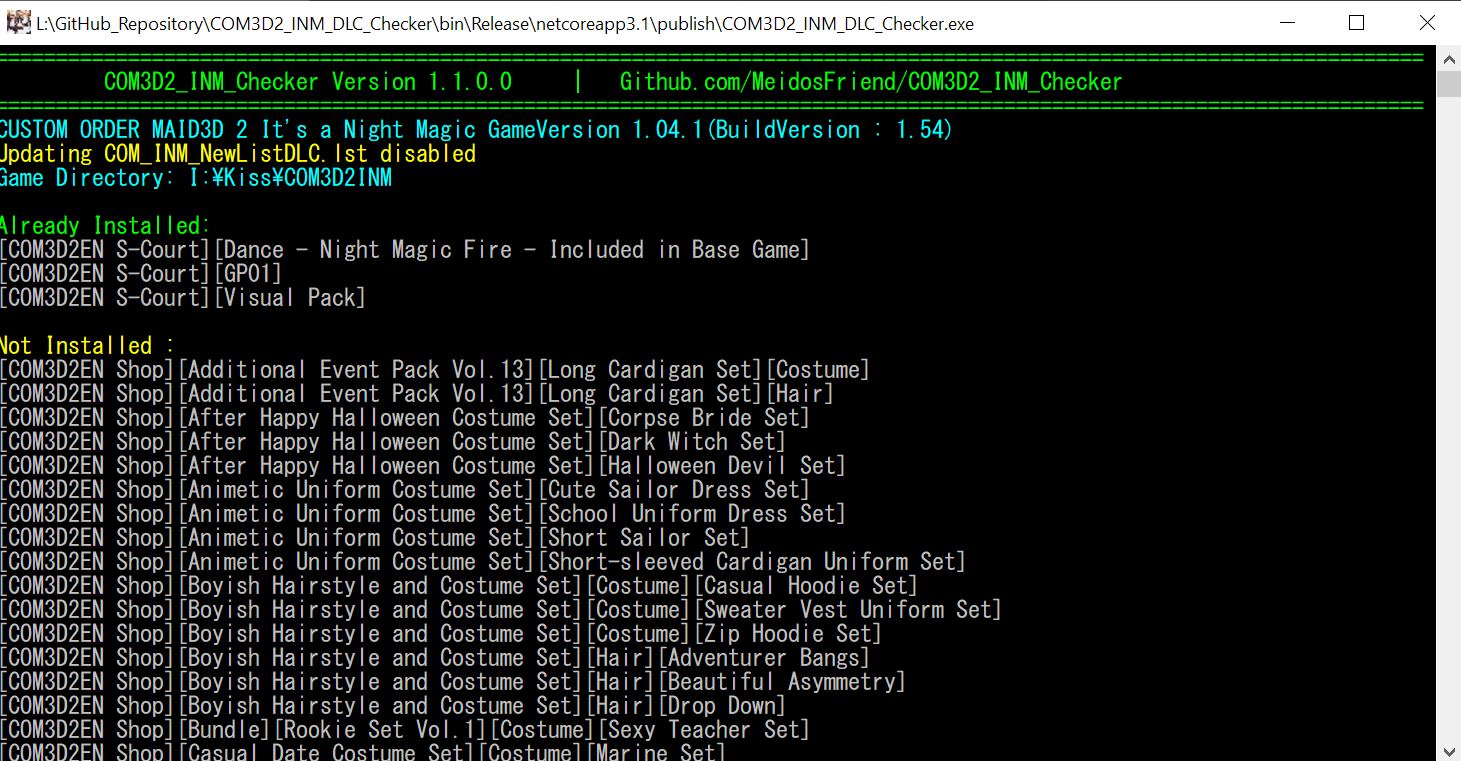 L:\GitHub_Repository\COM3D2_INM_DLC_Checker\bin\Release\netcoreapp3.1\publish\COM3D2_INM_DLC_Checker.exe
COM3D2_INM_Checker Version 1.1.0.0 | Github.com/MeidosFriend/COM3D2_INM_Checker
CUSTOM ORDER MAID3D 2 It's a Night Magic GameVersion 1.04.1(BuildVersion : 1.54)
Updating COM_INM_NewListDLC.lst disabled
Game Directory: I:¥Kiss¥COM3D2INM
Already Installed:
[COM3D2EN S-Court][Dance - Night Magic Fire - Included in Base Game]
[COM3D2EN S-Court][GP01]
[COM3D2EN S-Court][Visual Pack]
Not Installed :
[COM3D2EN Shop][Additional Event Pack Vol.13][Long Cardigan Set][Costume]
[COM3D2EN Shop][Additional Event Pack Vol.13][Long Cardigan Set][Hair]
[COM3D2EN Shop][After Happy Halloween Costume Set][Corpse Bride Set]
[COM3D2EN Shop][After Happy Halloween Costume Set][Dark Witch Set]
[COM3D2EN Shop][After Happy Halloween Costume Set][Halloween Devil Set]
[COM3D2EN Shop][Animetic Uniform Costume Set][Cute Sailor Dress Set]
[COM3D2EN Shop][Animetic Uniform Costume Set][School Uniform Dress Set]
[COM3D2EN Shop][Animetic Uniform Costume Set][Short Sailor Set]
[COM3D2EN Shop][Animetic Uniform Costume Set][Short-sleeved Cardigan Uniform Set]
[COM3D2EN Shop][Boyish Hairstyle and Costume Set][Costume][Casual Hoodie Set]
[COM3D2EN Shop][Boyish Hairstyle and Costume Set][Costume][Sweater Vest Uniform Set]
[COM3D2EN Shop][Boyish Hairstyle and Costume Set][Costume][Zip Hoodie Set]
[COM3D2EN Shop][Boyish Hairstyle and Costume Set][Hair][Adventurer Bangs]
[COM3D2EN Shop][Boyish Hairstyle and Costume Set][Hair][Beautiful Asymmetry]
[COM3D2EN Shop][Boyish Hairstyle and Costume Set][Hair][Drop Down]
[COM3D2EN Shop][Bundle][Rookie Set Vol.1][Costume][Sexy Teacher Set]
[COM3D2EN Shop][Casual Date Costume Set][Costume][Marine Set]